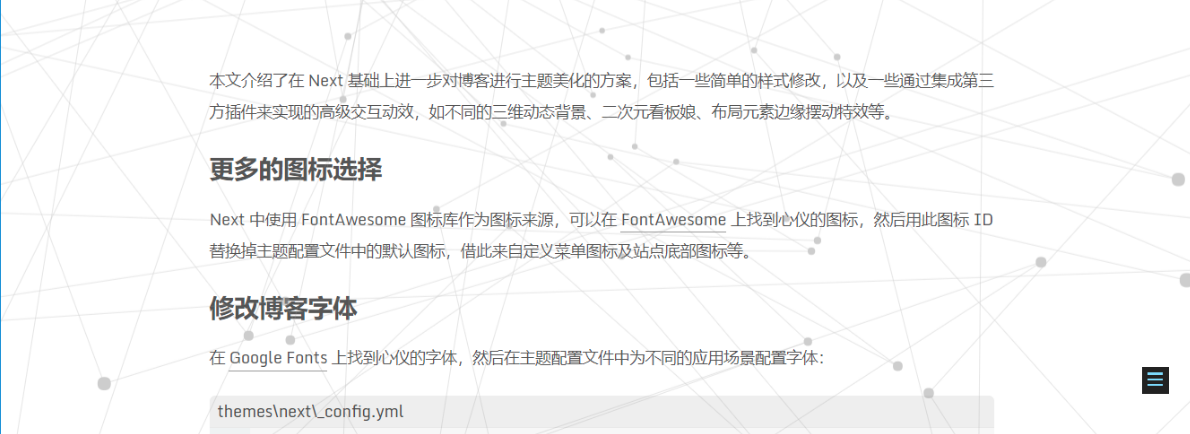 本文介绍了在 Next 基础上进一步对博客进行主题美化的方案，包括一些简单的样式修改，以及一些通过集成第三
方插件来实现的高级交互动效，如不同的三维动态背景、二次元看板娘、布局元素边缘摆动特效等。
更多的图标选择
Next 中使用 FontAwesome 图标库作为图标来源，可以在 FontAwesome 上找到心仪的图标，然后用此图标 ID
替换掉主题配置文件中的默认图标，借此来自定义菜单图标及站点底部图标等。
修改博客字体
在 Google Fonts 上找到心仪的字体，然后在主题配置文件中为不同的应用场景配置字体：
themes\next\_config.yml